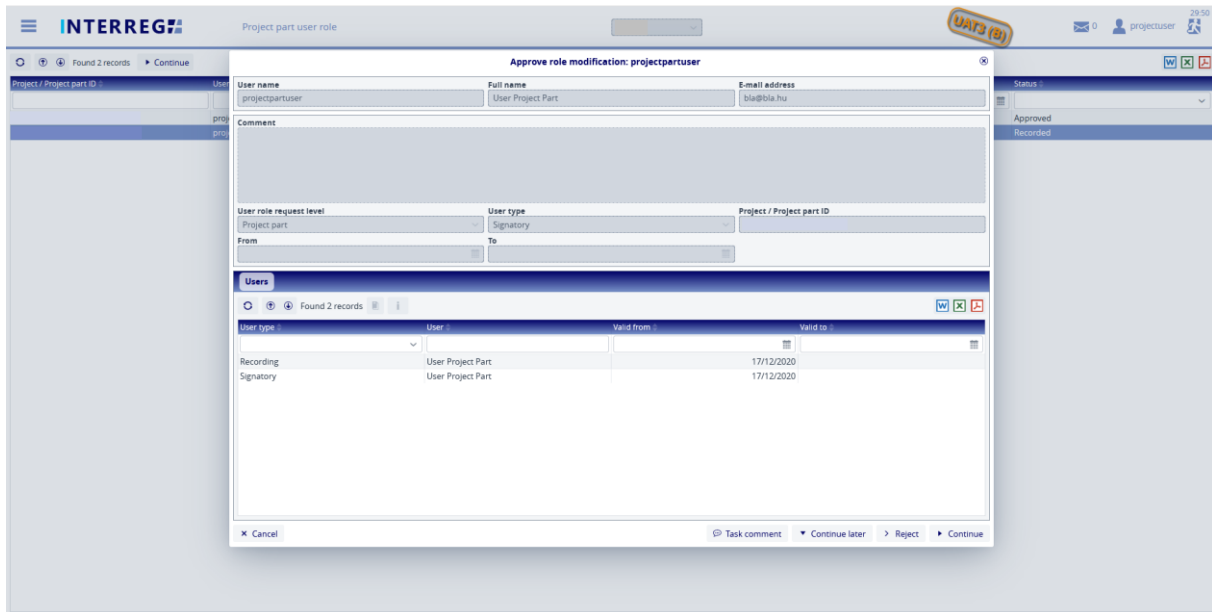 INTERREG
Project part user role
UAT3 (B)
0
projectuser
29:50
Found 2 records
Continue
W X
Project / Project part ID
User
Status
proj
Approved
proj
Recorded
Approve role modification: projectpartuser
User name
Full name
E-mail address
projectpartuser
User Project Part
bla@bla.hu
Comment
User role request level
User type
Project / Project part ID
Project part
Signatory
From
To
Users
Found 2 records
W X
User type
User
Valid from
Valid to
Recording
User Project Part
17/12/2020
Signatory
User Project Part
17/12/2020
Cancel
Task comment
Continue later
Reject
Continue